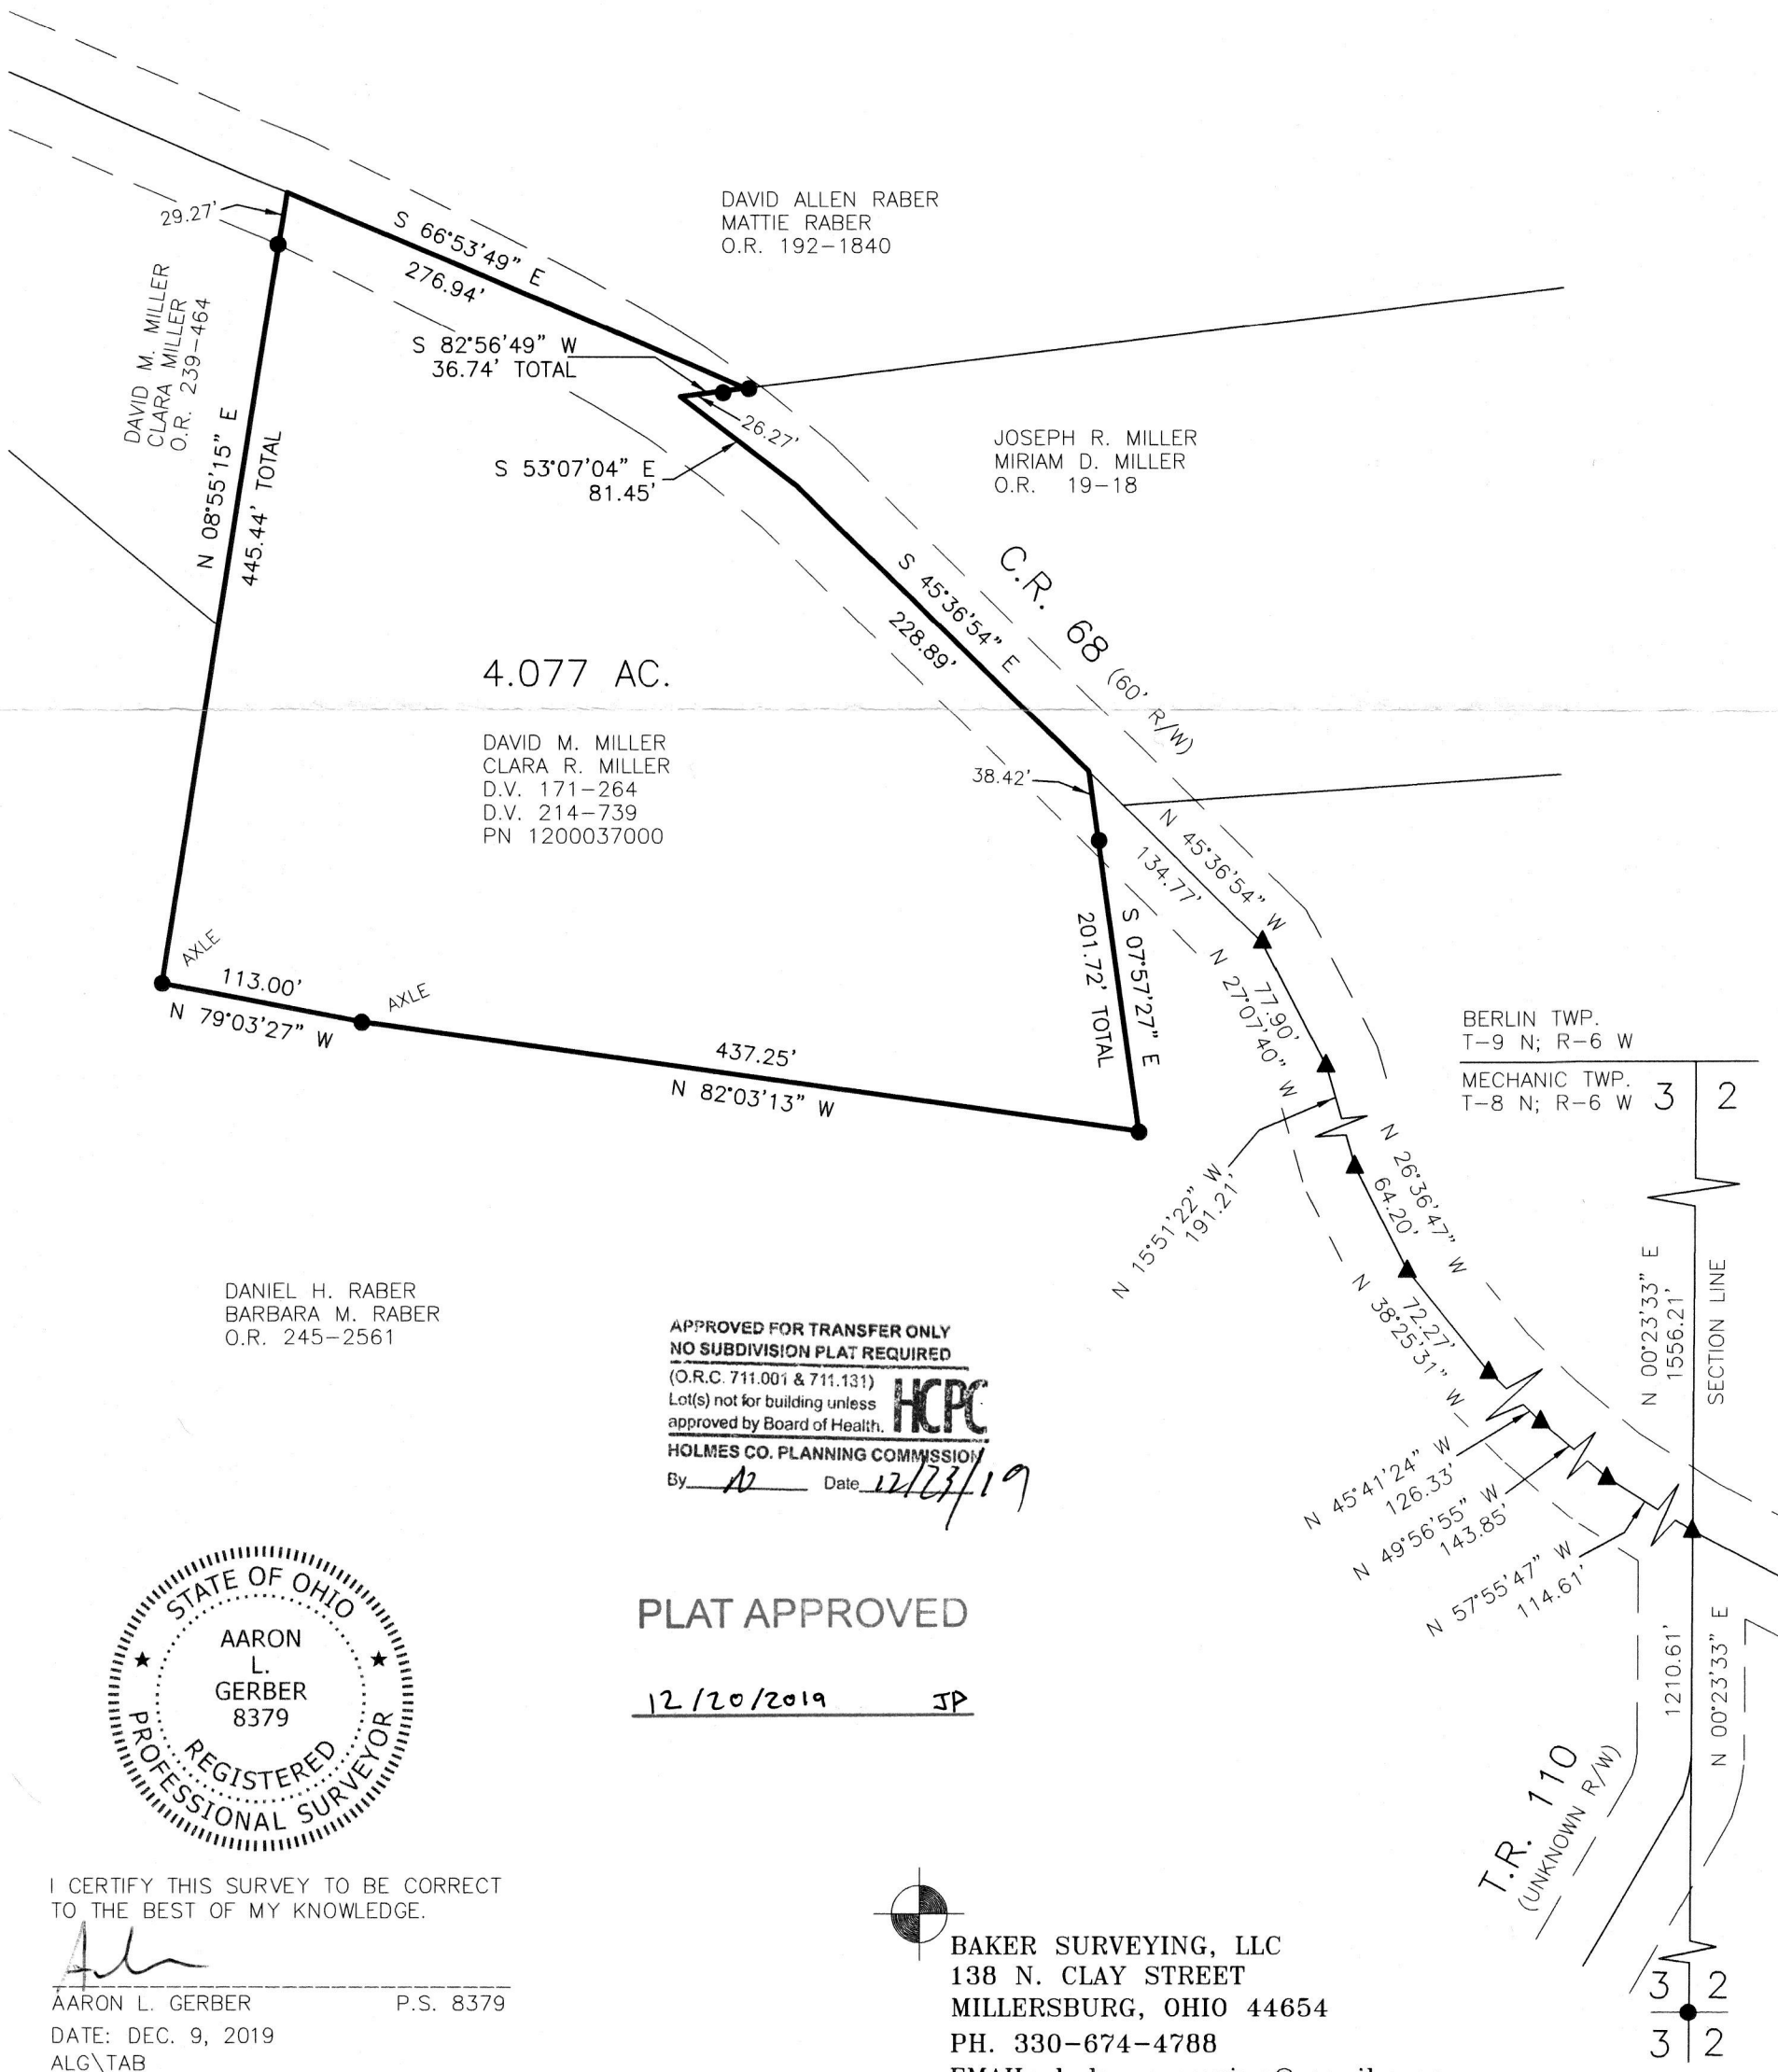 29.27'
S 66°53'49" E
276.94'
DAVID ALLEN RABER
MATTIE RABER
O.R. 192-1840
DAVID M. MILLER
CLARA MILLER
O.R. 239-464
S 82°56'49" W
36.74' TOTAL
26.27'
S 53°07'04" E
81.45'
JOSEPH R. MILLER
MIRIAM D. MILLER
O.R. 19-18
N 08°55'15" E
445.44' TOTAL
S 45°36'54" E
228.89'
C.R. 68 (60' R/W)
4.077 AC.
DAVID M. MILLER
CLARA R. MILLER
D.V. 171-264
D.V. 214-739
PN 1200037000
38.42'
N 45°36'54" W
134.77'
S 07°57'27" E
201.72' TOTAL
AXLE
113.00'
N 79°03'27" W
AXLE
437.25'
N 82°03'13" W
77.90'
N 27°07'40" W
BERLIN TWP.
T-9 N; R-6 W
MECHANIC TWP.
T-8 N; R-6 W
3 2
N 15°51'22" W
191.21'
N 26°36'47" W
64.20'
72.27'
N 38°25'31" W
N 00°23'33" E
1556.21'
SECTION LINE
DANIEL H. RABER
BARBARA M. RABER
O.R. 245-2561
APPROVED FOR TRANSFER ONLY
NO SUBDIVISION PLAT REQUIRED
(O.R.C. 711.001 & 711.131)
Lot(s) not for building unless
approved by Board of Health.
HCPC
HOLMES CO. PLANNING COMMISSION
By Date 12/23/19
N 45°41'24" W
126.33'
N 49°56'55" W
143.85'
N 57°55'47" W
114.61'
PLAT APPROVED
12/20/2019 JP
STATE OF OHIO
AARON
L.
GERBER
8379
REGISTERED
PROFESSIONAL SURVEYOR
1210.61'
N 00°23'33" E
T.R. 110
(UNKNOWN R/W)
I CERTIFY THIS SURVEY TO BE CORRECT
TO THE BEST OF MY KNOWLEDGE.
AARON L. GERBER P.S. 8379
DATE: DEC. 9, 2019
ALG\TAB
BAKER SURVEYING, LLC
138 N. CLAY STREET
MILLERSBURG, OHIO 44654
PH. 330-674-4788
3 2
3 2